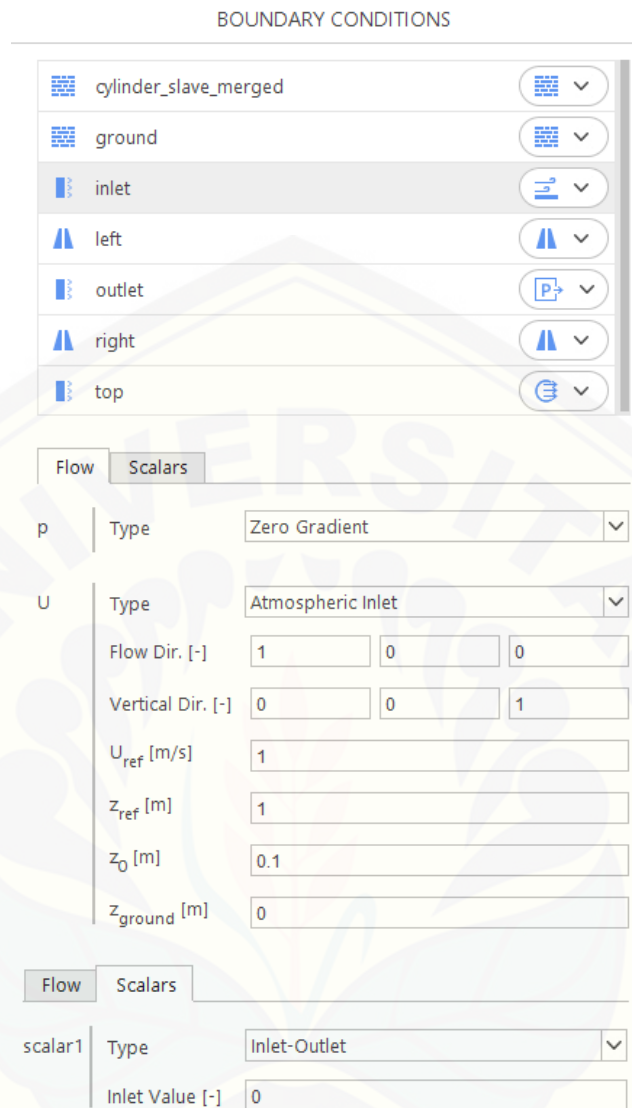 BOUNDARY CONDITIONS
cylinder_slave_merged
ground
inlet
left
outlet
P
right
top
Flow Scalars
p Type Zero Gradient
U Type Atmospheric Inlet
Flow Dir. [-] 1 0 0
Vertical Dir. [-] 0 0 1
Uref [m/s] 1
zref [m] 1
z0 [m] 0.1
zground [m] 0
Flow Scalars
scalar1 Type Inlet-Outlet
Inlet Value [-] 0